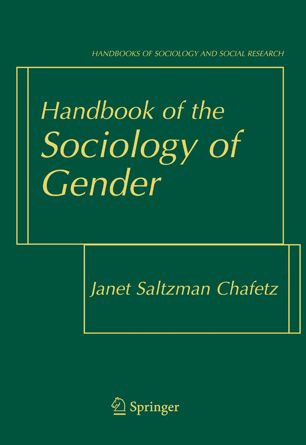 HANDBOOKS OF SOCIOLOGY AND SOCIAL RESEARCH
Handbook of the
Sociology of
Gender
Janet Saltzman Chafetz
Springer